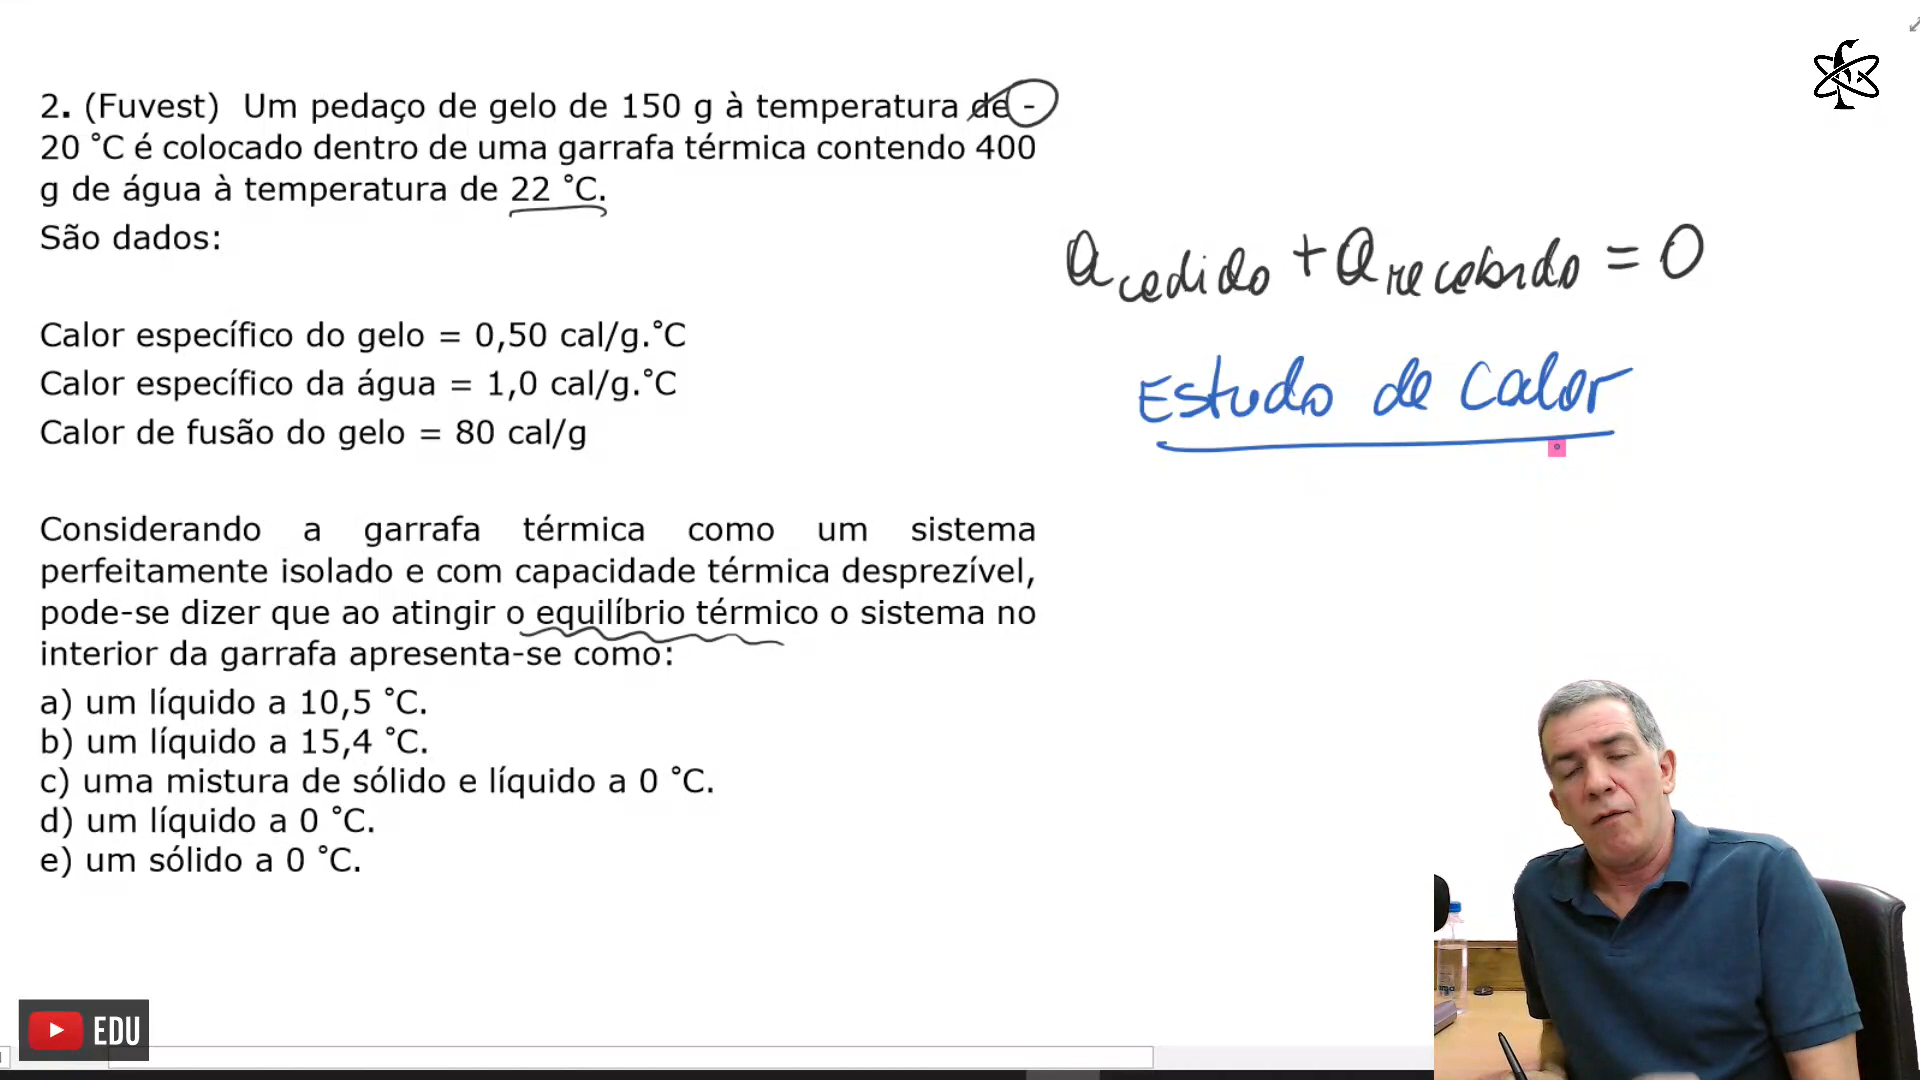 2. (Fuvest) Um pedaço de gelo de 150 g à temperatura de -
20 °C é colocado dentro de uma garrafa térmica contendo 400
g de água à temperatura de 22 °C.
São dados:
Calor específico do gelo = 0,50 cal/g.°C
Calor específico da água = 1,0 cal/g.°C
Calor de fusão do gelo = 80 cal/g
Considerando a garrafa térmica como um sistema
perfeitamente isolado e com capacidade térmica desprezível,
pode-se dizer que ao atingir o equilíbrio térmico o sistema no
interior da garrafa apresenta-se como:
a) um líquido a 10,5 °C.
b) um líquido a 15,4 °C.
c) uma mistura de sólido e líquido a 0 °C.
d) um líquido a 0 °C.
e) um sólido a 0 °C.
Qcedido + Qrecebido = 0
Estudo de Calor
EDU